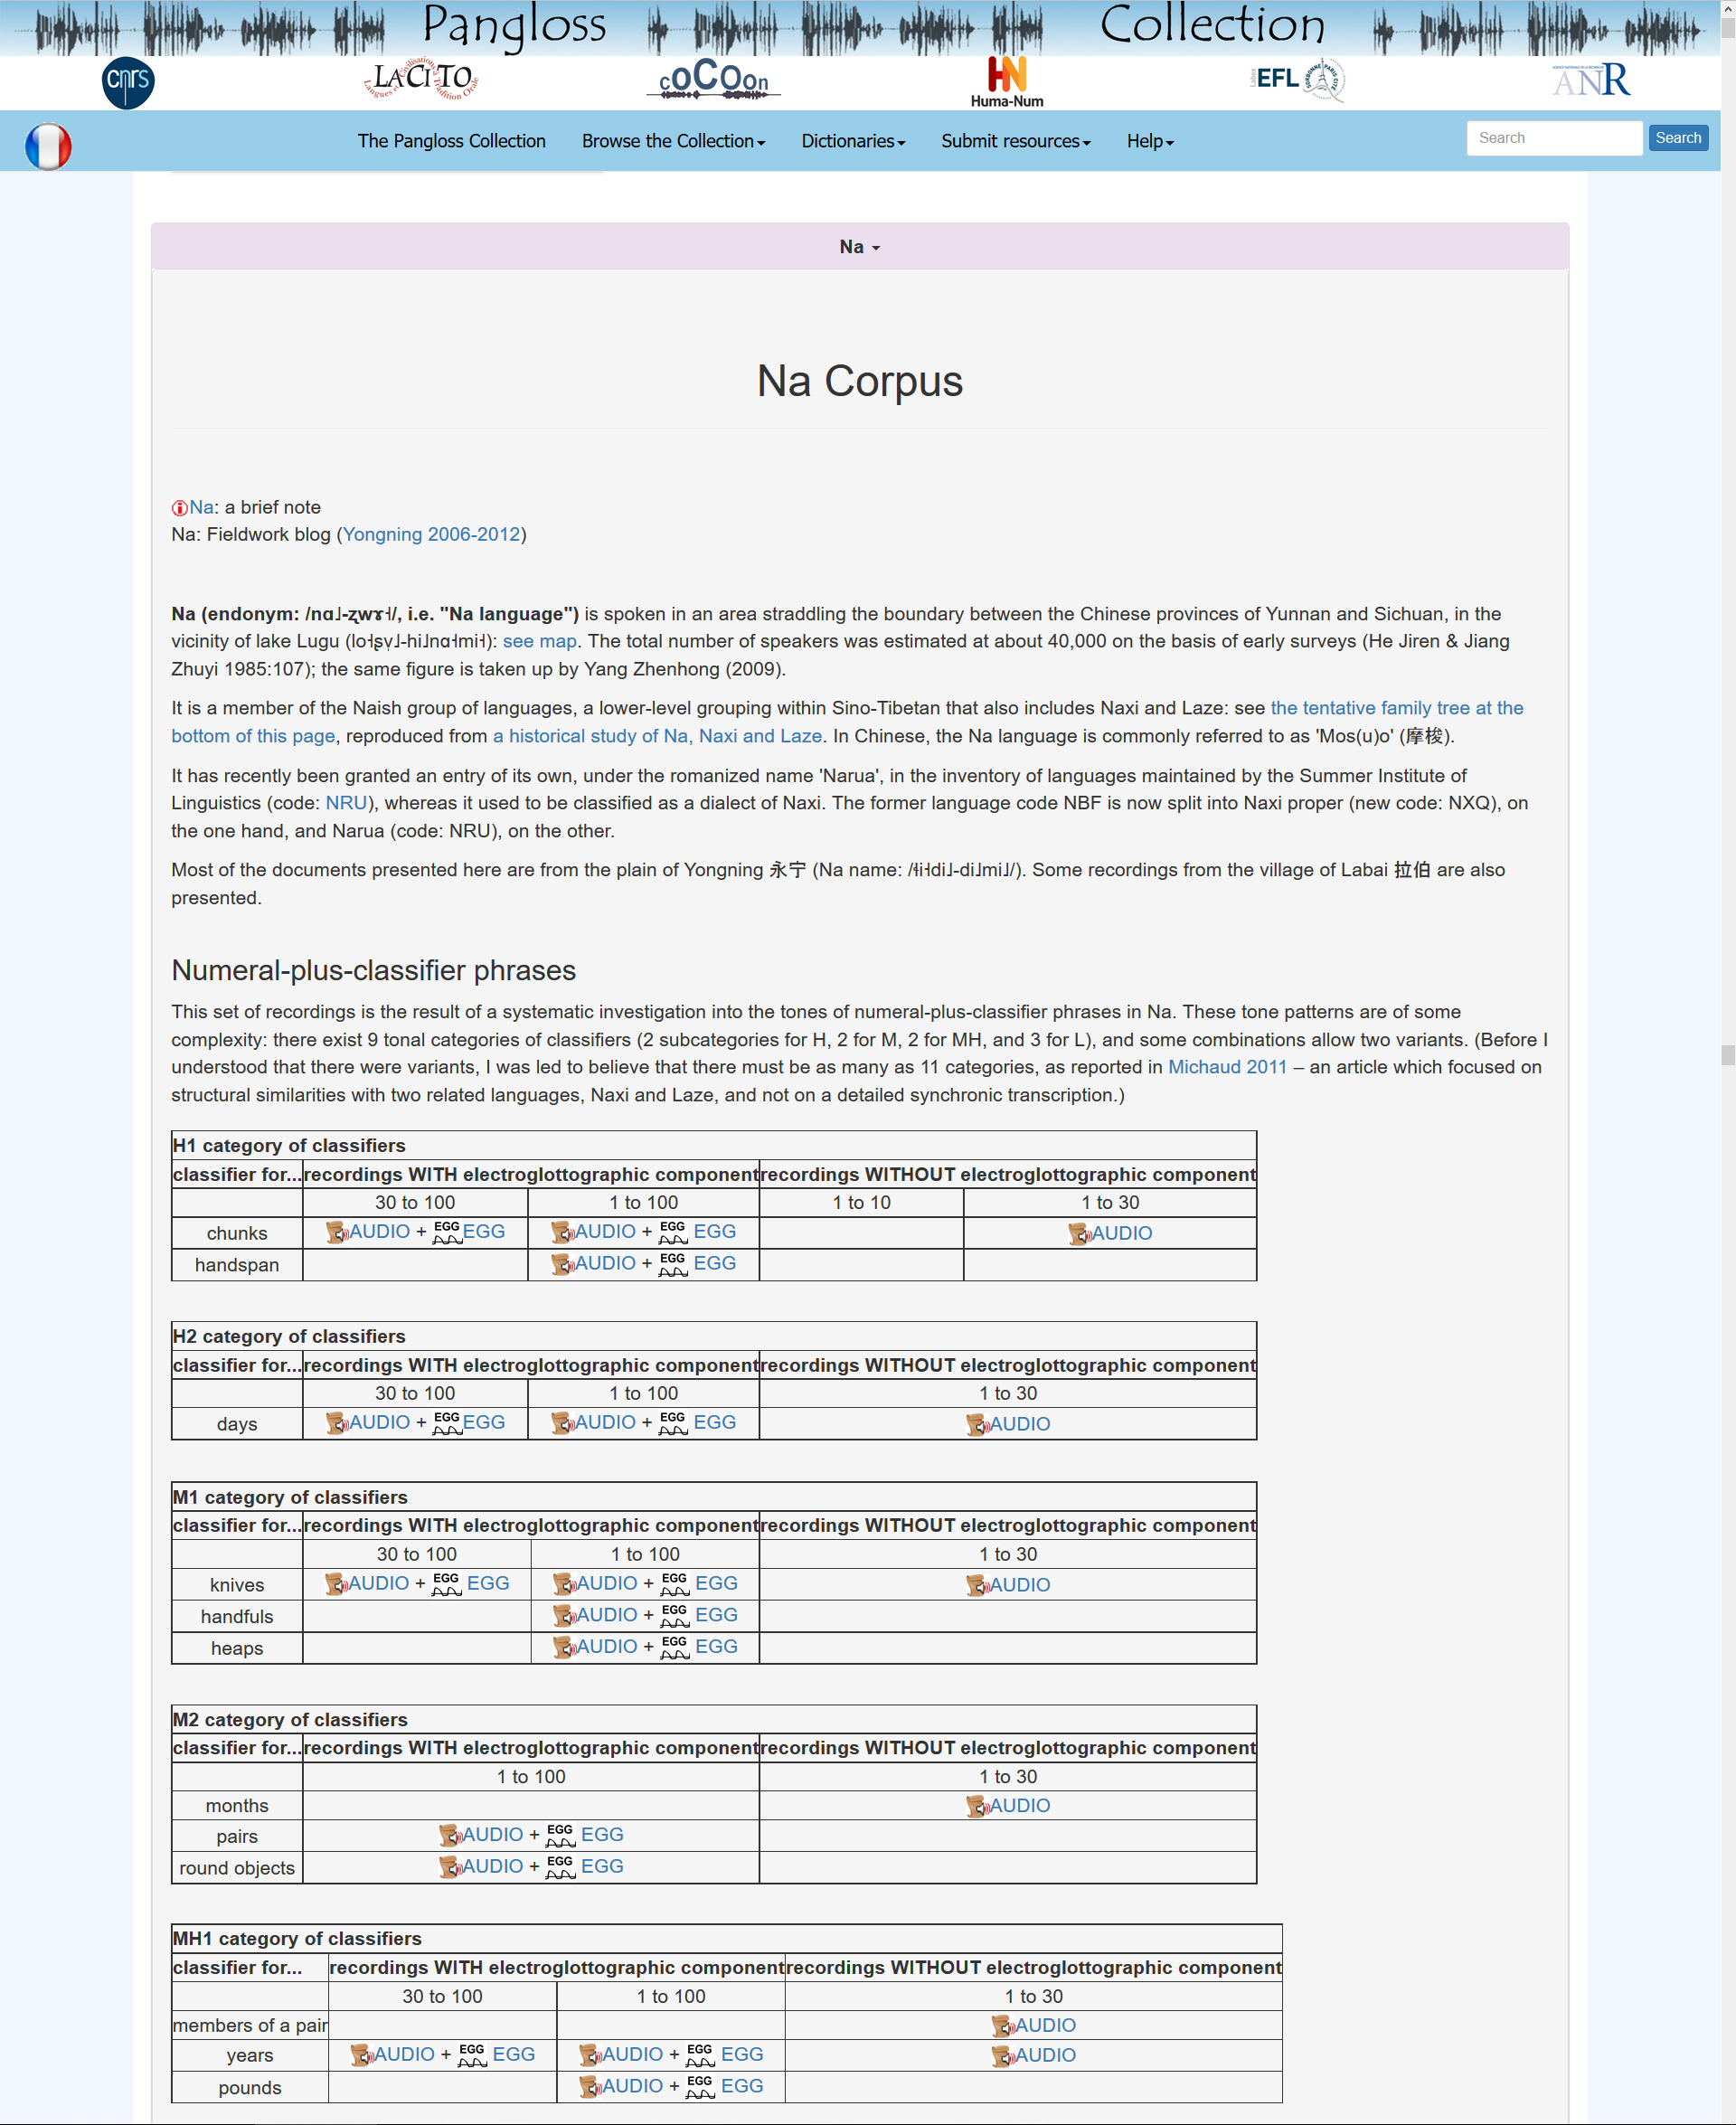 Pangloss Collection
cnrs
LACITO
Langues et Civilisations à Tradition Orale
COCOON
HN
Huma-Num
Labex EFL SORBONNE PARIS CITÉ
ANR
The Pangloss Collection Browse the Collection Dictionaries Submit resources Help Search Search
Na
Na Corpus
Na: a brief note
Na: Fieldwork blog (Yongning 2006-2012)
Na (endonym: /nɑ˩-ʐwɤ˧/, i.e. "Na language") is spoken in an area straddling the boundary between the Chinese provinces of Yunnan and Sichuan, in the
vicinity of lake Lugu (lo˧ʂv̩˩-hi˩nɑ˧mi˧): see map. The total number of speakers was estimated at about 40,000 on the basis of early surveys (He Jiren & Jiang
Zhuyi 1985:107); the same figure is taken up by Yang Zhenhong (2009).
It is a member of the Naish group of languages, a lower-level grouping within Sino-Tibetan that also includes Naxi and Laze: see the tentative family tree at the
bottom of this page, reproduced from a historical study of Na, Naxi and Laze. In Chinese, the Na language is commonly referred to as 'Mos(u)o' (摩梭).
It has recently been granted an entry of its own, under the romanized name 'Narua', in the inventory of languages maintained by the Summer Institute of
Linguistics (code: NRU), whereas it used to be classified as a dialect of Naxi. The former language code NBF is now split into Naxi proper (new code: NXQ), on
the one hand, and Narua (code: NRU), on the other.
Most of the documents presented here are from the plain of Yongning 永宁 (Na name: /ɬi˧di˩-di˩mi˩/). Some recordings from the village of Labai 拉伯 are also
presented.
Numeral-plus-classifier phrases
This set of recordings is the result of a systematic investigation into the tones of numeral-plus-classifier phrases in Na. These tone patterns are of some
complexity: there exist 9 tonal categories of classifiers (2 subcategories for H, 2 for M, 2 for MH, and 3 for L), and some combinations allow two variants. (Before I
understood that there were variants, I was led to believe that there must be as many as 11 categories, as reported in Michaud 2011 – an article which focused on
structural similarities with two related languages, Naxi and Laze, and not on a detailed synchronic transcription.)
H1 category of classifiers
classifier for... recordings WITH electroglottographic component recordings WITHOUT electroglottographic component
30 to 100 1 to 100 1 to 10 1 to 30
chunks AUDIO + EGG EGG AUDIO + EGG EGG AUDIO
handspan AUDIO + EGG EGG
H2 category of classifiers
classifier for... recordings WITH electroglottographic component recordings WITHOUT electroglottographic component
30 to 100 1 to 100 1 to 30
days AUDIO + EGG EGG AUDIO + EGG EGG AUDIO
M1 category of classifiers
classifier for... recordings WITH electroglottographic component recordings WITHOUT electroglottographic component
30 to 100 1 to 100 1 to 30
knives AUDIO + EGG EGG AUDIO + EGG EGG AUDIO
handfuls AUDIO + EGG EGG
heaps AUDIO + EGG EGG
M2 category of classifiers
classifier for... recordings WITH electroglottographic component recordings WITHOUT electroglottographic component
1 to 100 1 to 30
months AUDIO
pairs AUDIO + EGG EGG
round objects AUDIO + EGG EGG
MH1 category of classifiers
classifier for... recordings WITH electroglottographic component recordings WITHOUT electroglottographic component
30 to 100 1 to 100 1 to 30
members of a pair AUDIO
years AUDIO + EGG EGG AUDIO + EGG EGG AUDIO
pounds AUDIO + EGG EGG